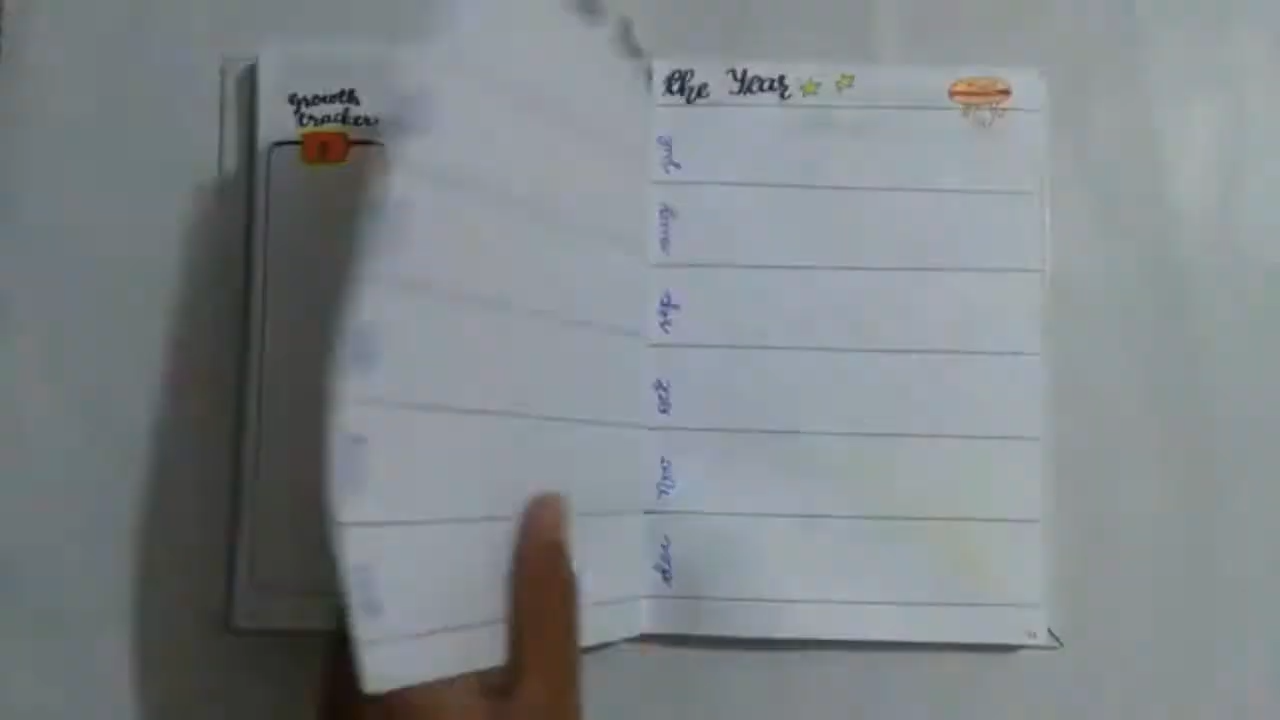 growth
tracker
the Year
jul
aug
sep
oct
nov
dec